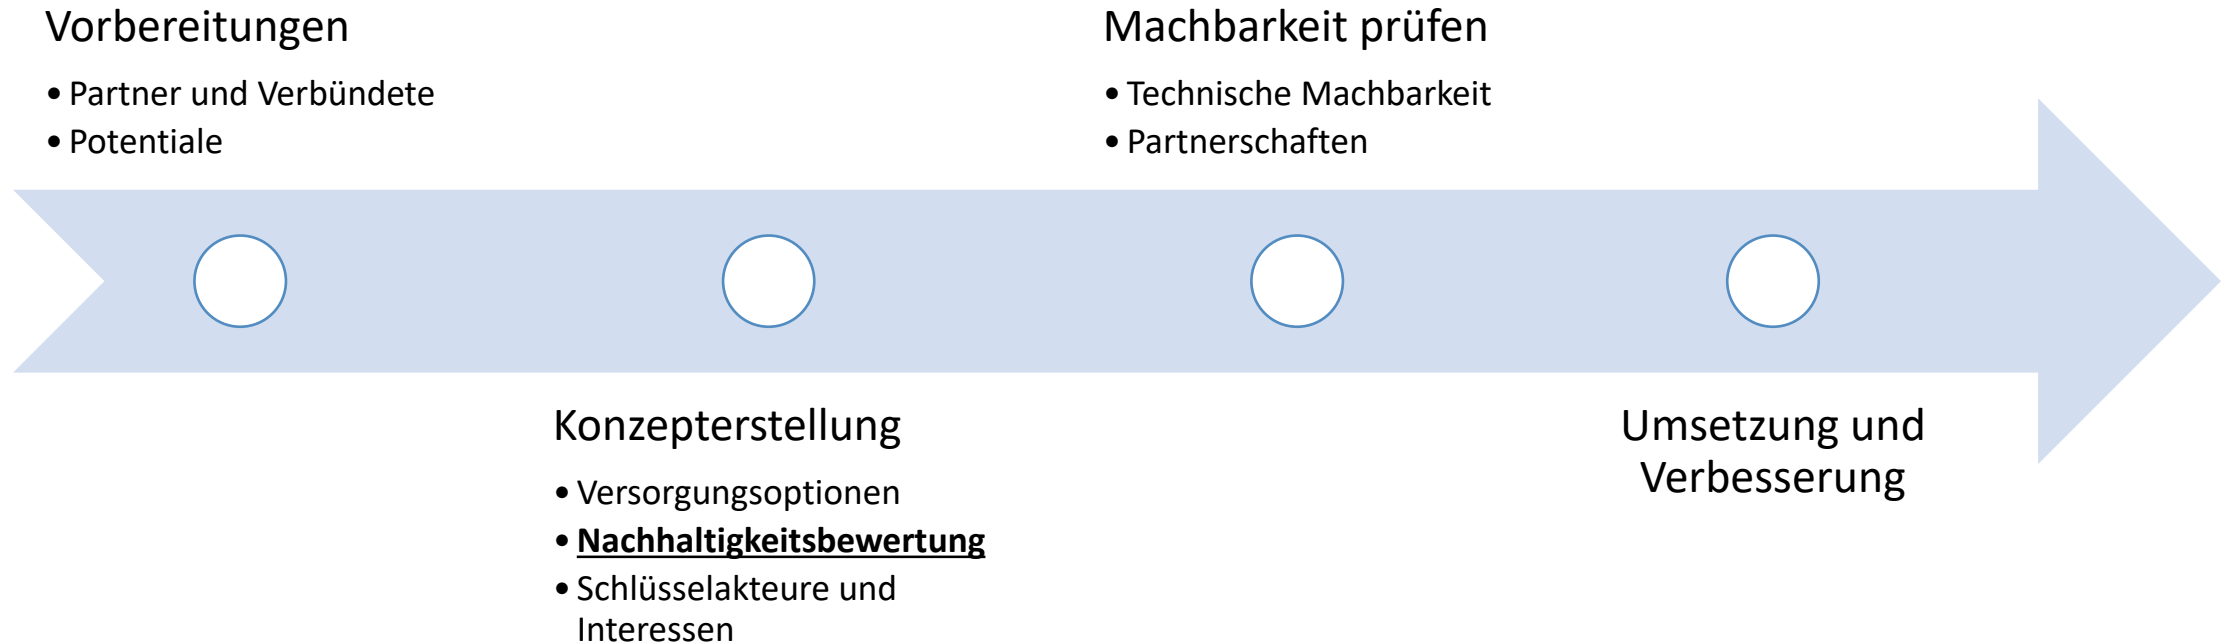 Vorbereitungen
• Partner und Verbündete
• Potentiale
Konzepterstellung
• Versorgungsoptionen
• Nachhaltigkeitsbewertung
• Schlüsselakteure und
Interessen
Machbarkeit prüfen
• Technische Machbarkeit
• Partnerschaften
Umsetzung und
Verbesserung